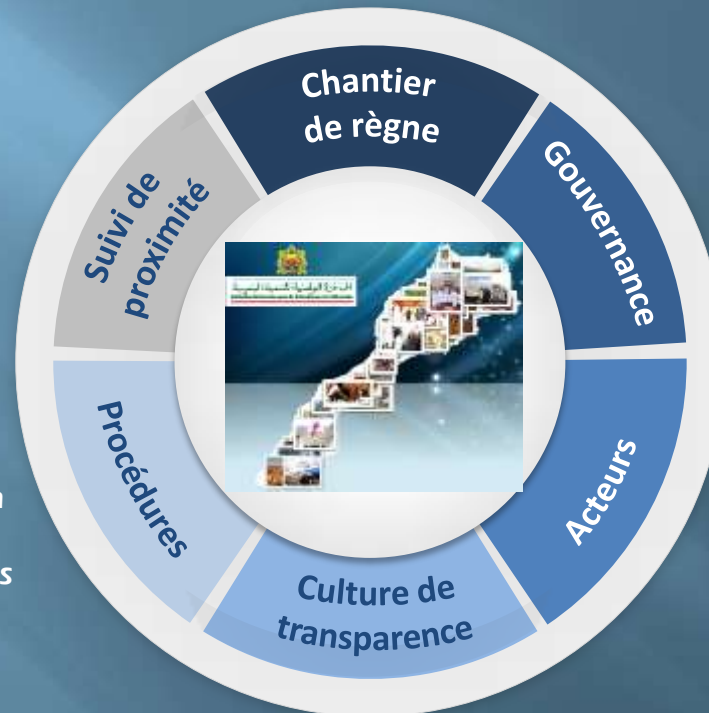 Chantier
de règne
Gouvernance
Acteurs
Culture de
transparence
Procédures
Suivi de
proximité